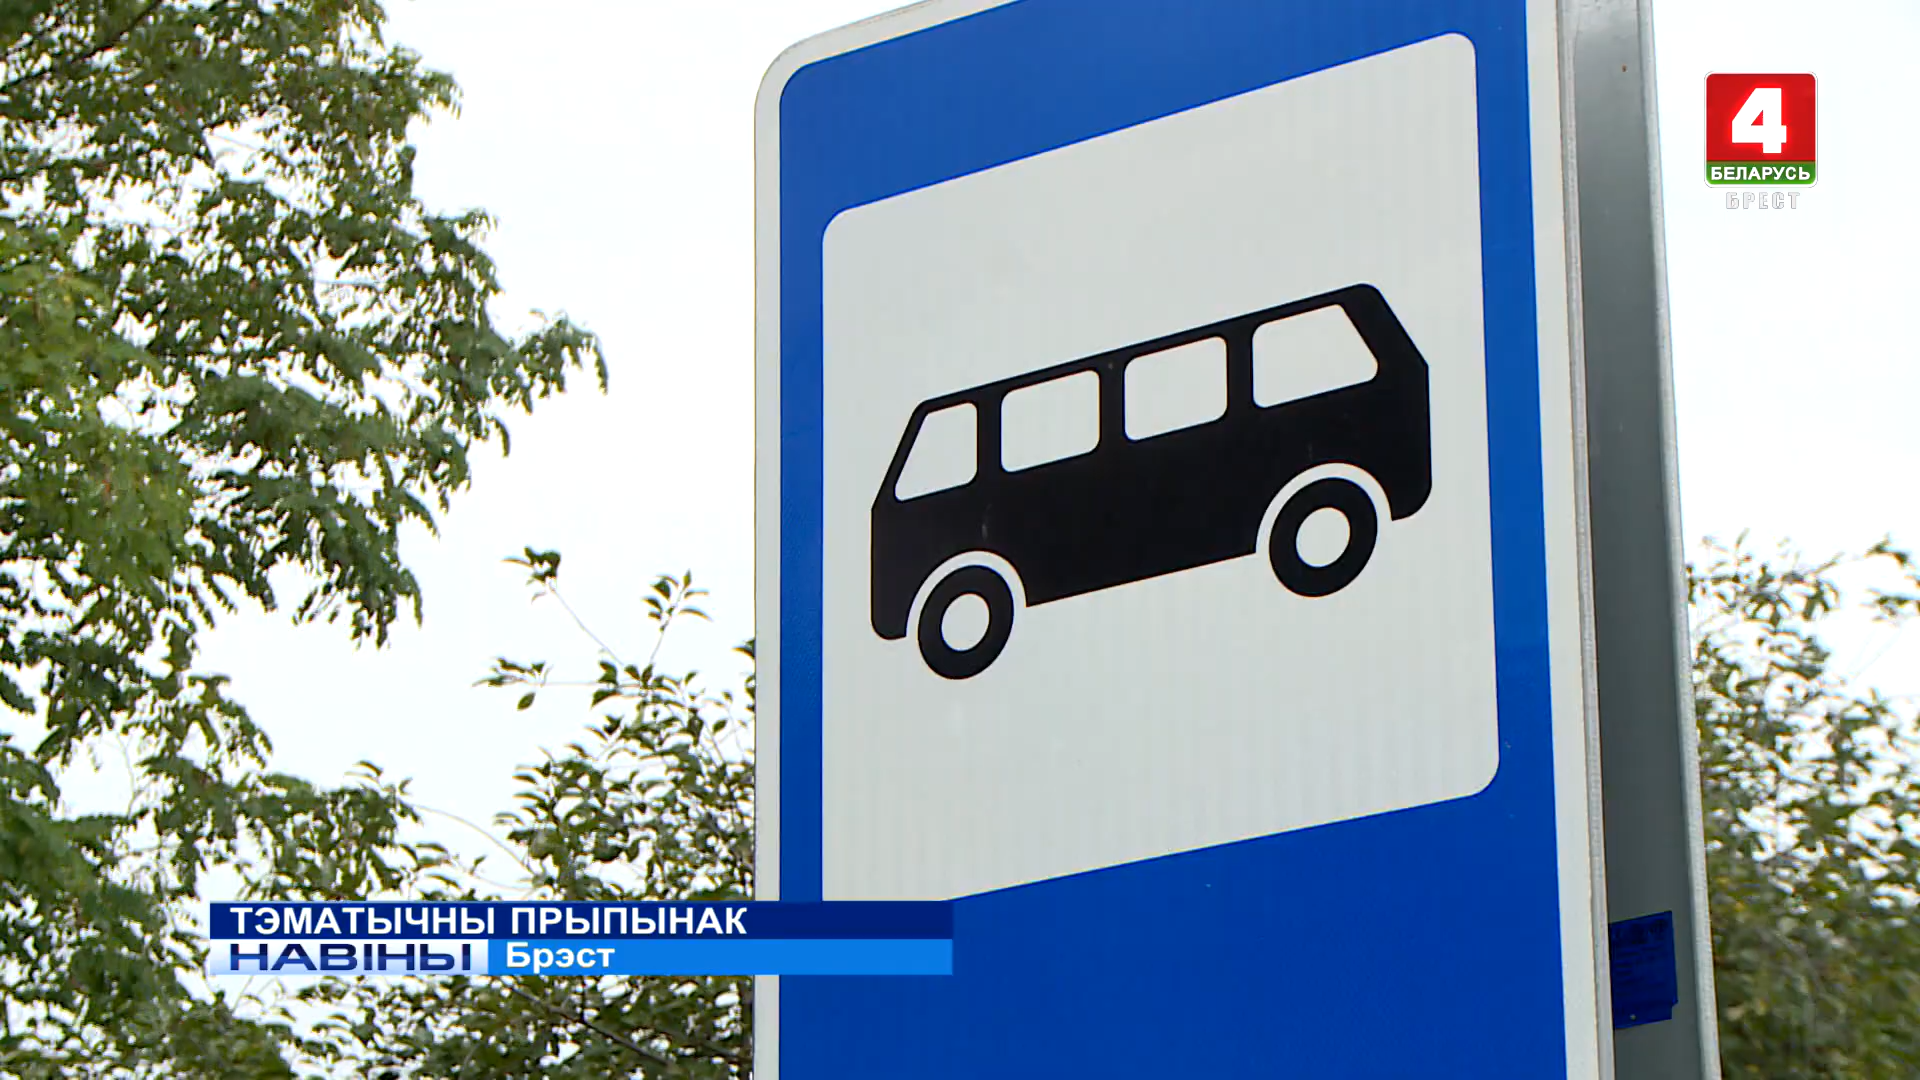 4
БЕЛАРУСЬ
БРЕСТ
ТЭМАТЫЧНЫ ПРЫПЫНАК
НАВІНЫ Брэст